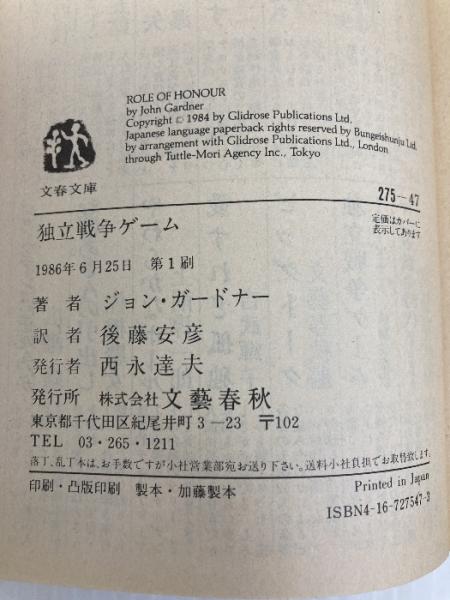 ROLE OF HONOUR
by John Gardner
Copyright © 1984 by Glidrose Publications Ltd.
Japanese language paperback rights reserved by Bungeishunju Ltd.
by arrangement with Glidrose Publications Ltd., London
through Tuttle-Mori Agency Inc., Tokyo
文春文庫
275—47
定価はカバーに
表示してあります
独立戦争ゲーム
1986年6月25日 第1刷
著者 ジョン・ガードナー
訳者 後藤安彦
発行者 西永達夫
発行所 株式会社 文藝春秋
東京都千代田区紀尾井町3—23 〒102
TEL 03・265・1211
落丁、乱丁本は、お手数ですが小社営業部宛お送り下さい。送料小社負担でお取替致します。
印刷・凸版印刷 製本・加藤製本
Printed in Japan
ISBN4-16-727547-3